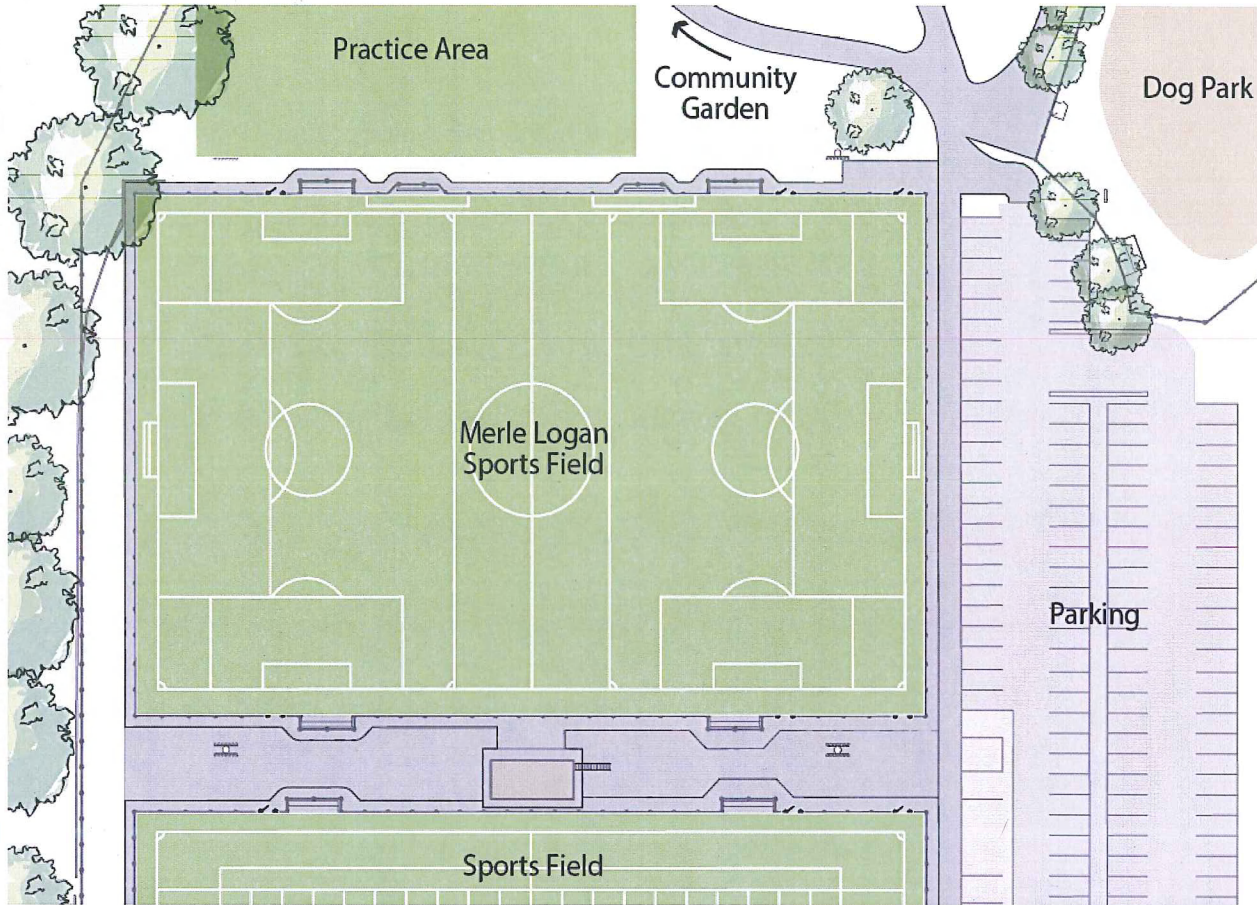 Practice Area
Community
Garden
Dog Park
Merle Logan
Sports Field
Parking
Sports Field